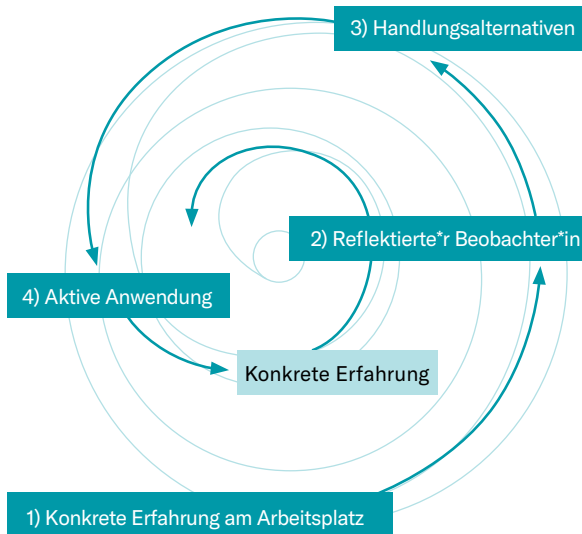 3) Handlungsalternativen
2) Reflektierte*r Beobachter*in
4) Aktive Anwendung
Konkrete Erfahrung
1) Konkrete Erfahrung am Arbeitsplatz